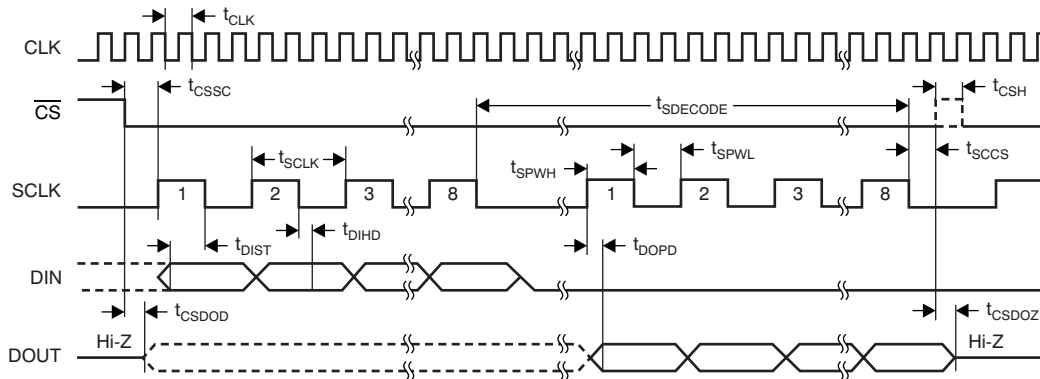 tCLK
CLK
tCSSC
tCSH
CS
tSDECODE
tSCLK
tSPWH
tSPWL
tSCCS
SCLK
1 2 3 8 1 2 3 8
tDIST
tDIHD
tDOPD
DIN
tCSDOD
tCSDOZ
Hi-Z
Hi-Z
DOUT